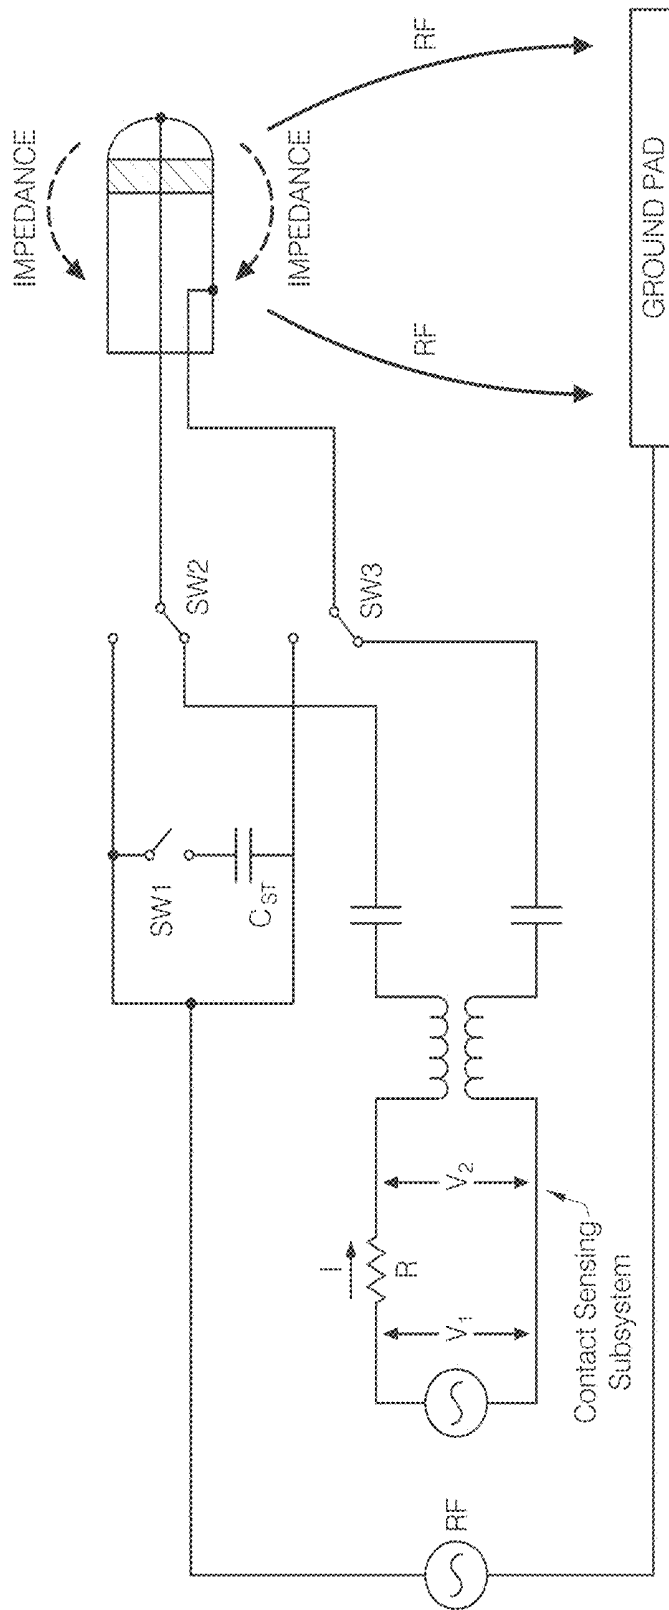 IMPEDANCE
IMPEDANCE
RF
RF
GROUND PAD
SW2
SW3
SW1
CST
I
R
V1
V2
Contact Sensing
Subsystem
RF